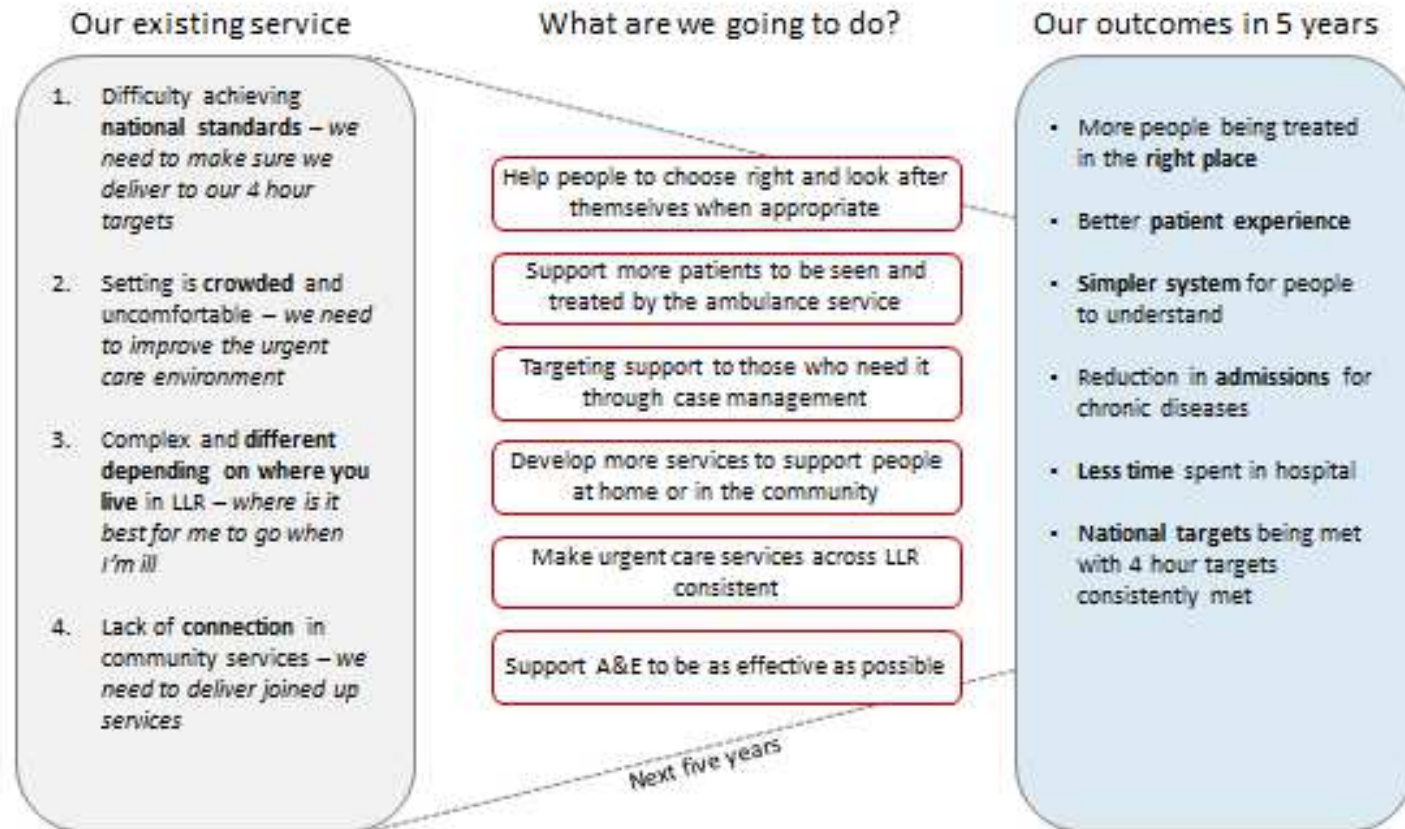 Our existing service
1. Difficulty achieving
national standards – we
need to make sure we
deliver to our 4 hour
targets
2. Setting is crowded and
uncomfortable – we need
to improve the urgent
care environment
3. Complex and different
depending on where you
live in LLR – where is it
best for me to go when
I'm ill
4. Lack of connection in
community services – we
need to deliver joined up
services
What are we going to do?
Help people to choose right and look after
themselves when appropriate
Support more patients to be seen and
treated by the ambulance service
Targeting support to those who need it
through case management
Develop more services to support people
at home or in the community
Make urgent care services across LLR
consistent
Support A&E to be as effective as possible
Next five years
Our outcomes in 5 years
• More people being treated
in the right place
• Better patient experience
• Simpler system for people
to understand
• Reduction in admissions for
chronic diseases
• Less time spent in hospital
• National targets being met
with 4 hour targets
consistently met